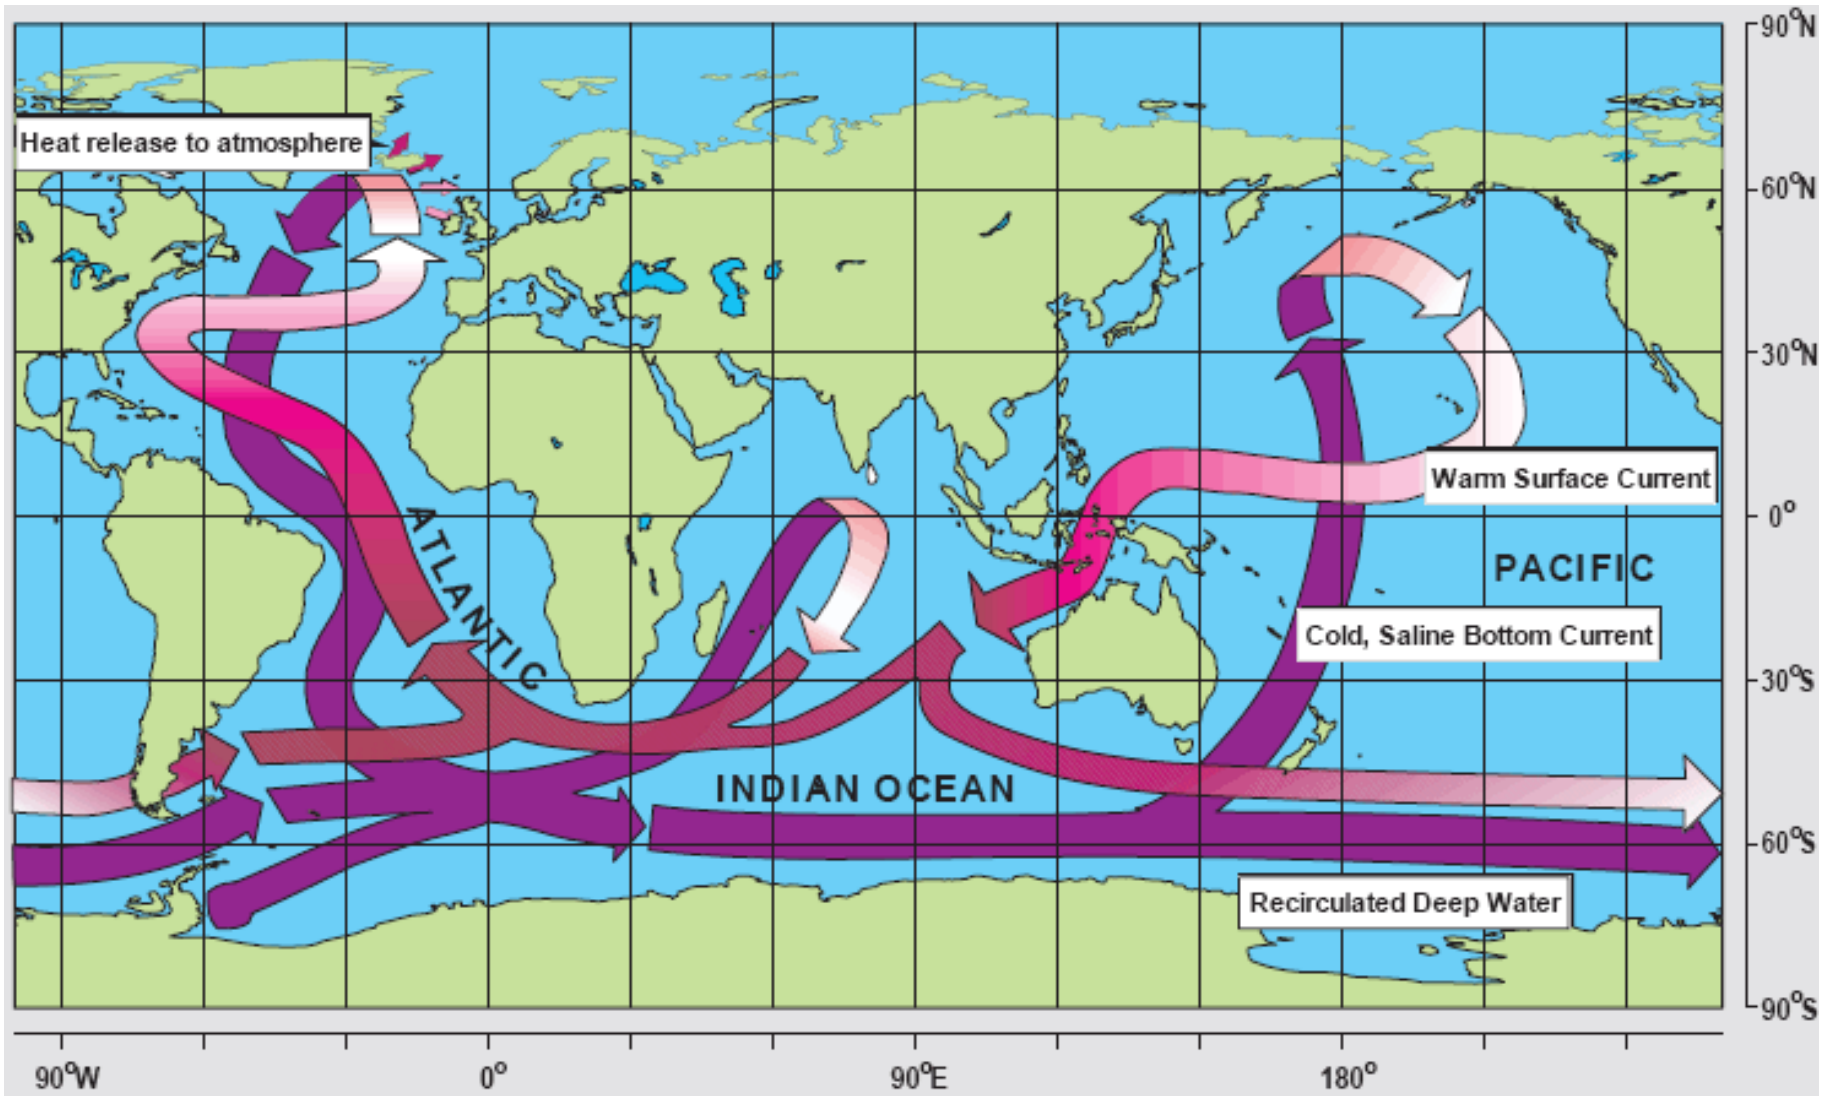 90°N
Heat release to atmosphere
60°N
30°N
Warm Surface Current
ATLANTIC
0°
PACIFIC
Cold, Saline Bottom Current
30°S
INDIAN OCEAN
60°S
Recirculated Deep Water
90°S
90°W 0° 90°E 180°